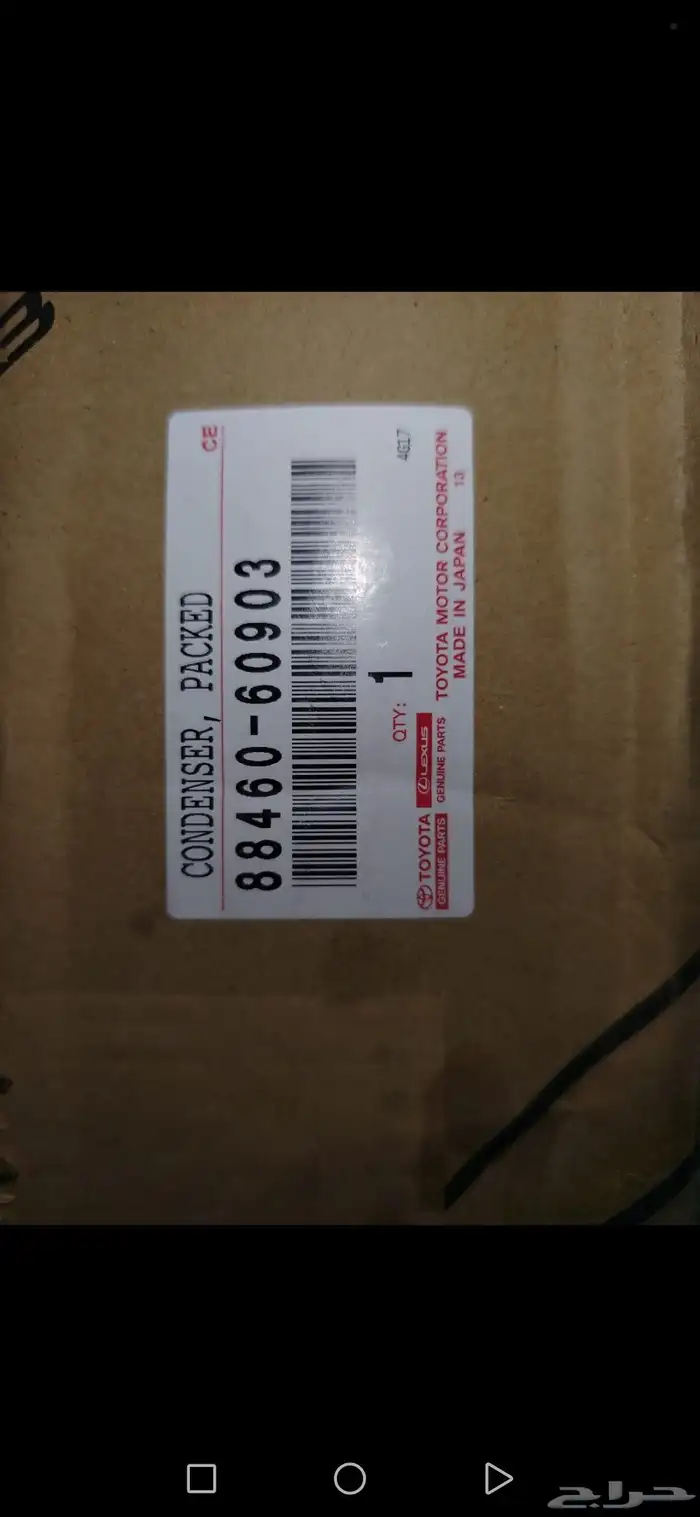 CE
CONDENSER, PACKED
88460-60903
QTY: 1
4G17
TOYOTA
GENUINE PARTS
LEXUS
GENUINE PARTS
TOYOTA MOTOR CORPORATION
MADE IN JAPAN 13
حراج